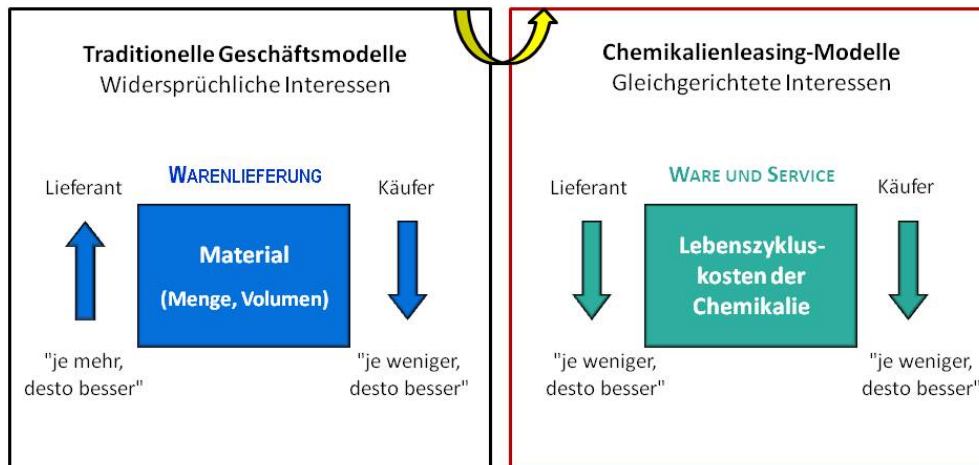 Traditionelle Geschäftsmodelle
Widersprüchliche Interessen
Lieferant
WARENLIEFERUNG
Käufer
Material
(Menge, Volumen)
"je mehr,
desto besser"
"je weniger,
desto besser"
Chemikalienleasing-Modelle
Gleichgerichtete Interessen
Lieferant
WARE UND SERVICE
Käufer
Lebenszyklus-
kosten der
Chemikalie
"je weniger,
desto besser"
"je weniger,
desto besser"